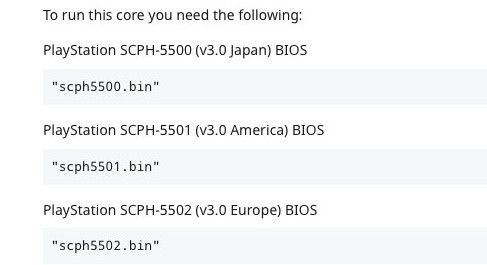 To run this core you need the following:
PlayStation SCPH-5500 (v3.0 Japan) BIOS
"scph5500.bin"
PlayStation SCPH-5501 (v3.0 America) BIOS
"scph5501.bin"
PlayStation SCPH-5502 (v3.0 Europe) BIOS
"scph5502.bin"